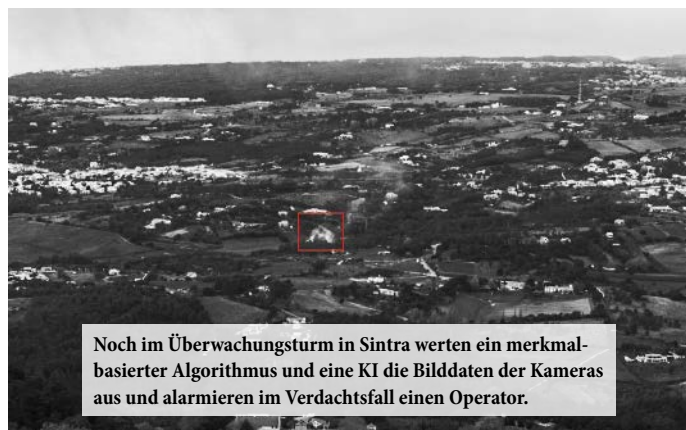 Noch im Überwachungsturm in Sintra werten ein merkmal-
basierter Algorithmus und eine KI die Bilddaten der Kameras
aus und alarmieren im Verdachtsfall einen Operator.